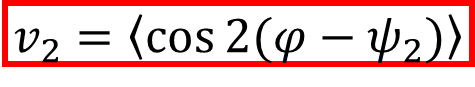 v₂ = ⟨cos 2(φ − ψ₂)⟩